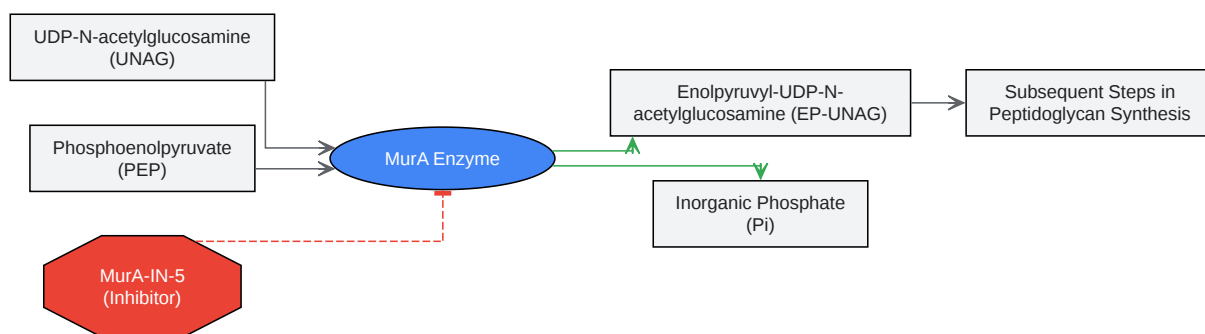 UDP-N-acetylglucosamine
(UNAG)
Phosphoenolpyruvate
(PEP)
MurA-IN-5
(Inhibitor)
MurA Enzyme
Enolpyruvyl-UDP-N-
acetylglucosamine (EP-UNAG)
Inorganic Phosphate
(Pi)
Subsequent Steps in
Peptidoglycan Synthesis